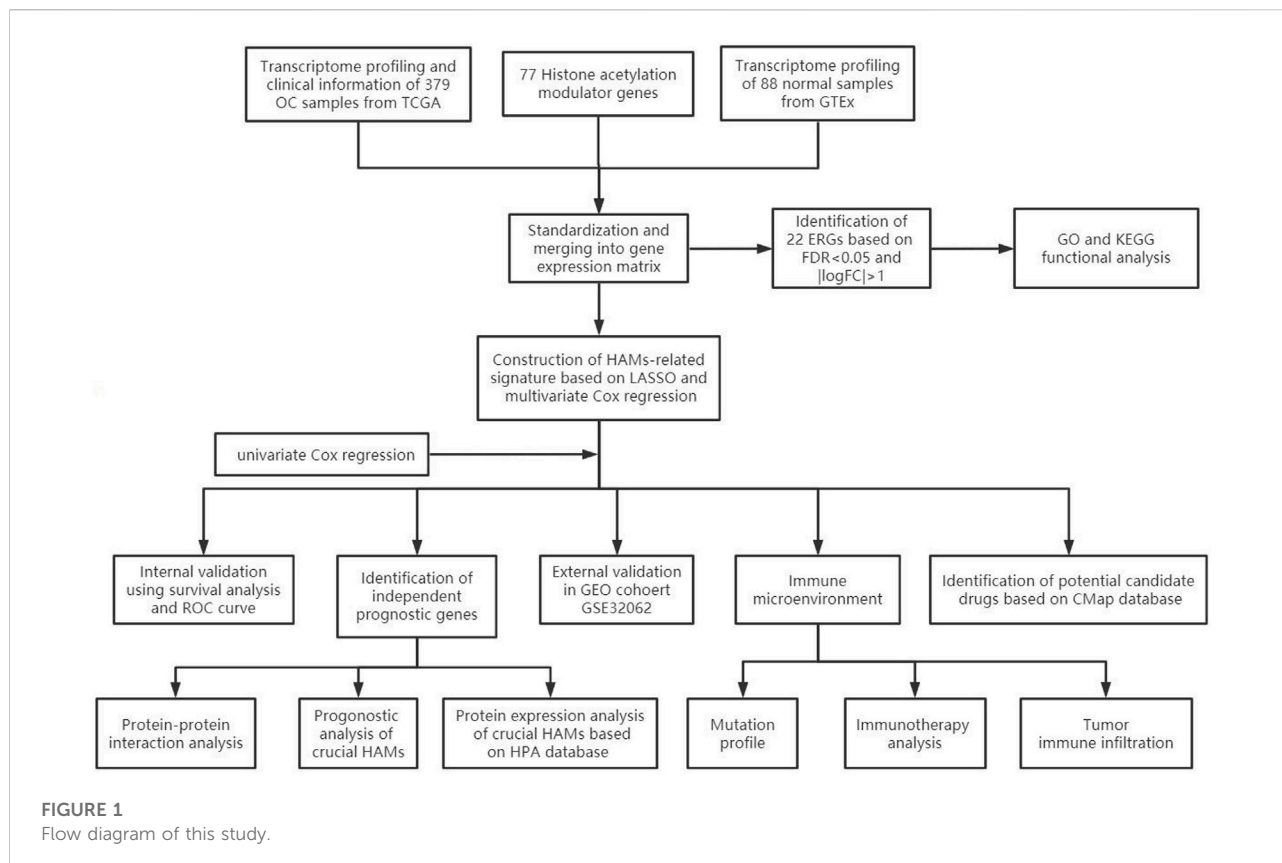 Transcriptome profiling and
clinical information of 379
OC samples from TCGA
77 Histone acetylation
modulator genes
Transcriptome profiling
of 88 normal samples
from GTEx
Standardization and
merging into gene
expression matrix
Identification of
22 ERGs based on
FDR<0.05 and
|logFC|>1
GO and KEGG
functional analysis
Construction of HAMs-related
signature based on LASSO and
multivariate Cox regression
univariate Cox regression
Internal validation
using survival analysis
and ROC curve
Identification of
independent
prognostic genes
External validation
in GEO cohoert
GSE32062
Immune
microenvironment
Identification of potential candidate
drugs based on CMap database
Protein-protein
interaction analysis
Progonostic
analysis of
crucial HAMs
Protein expression analysis
of crucial HAMs based
on HPA database
Mutation
profile
Immunotherapy
analysis
Tumor
immune infiltration
FIGURE 1
Flow diagram of this study.